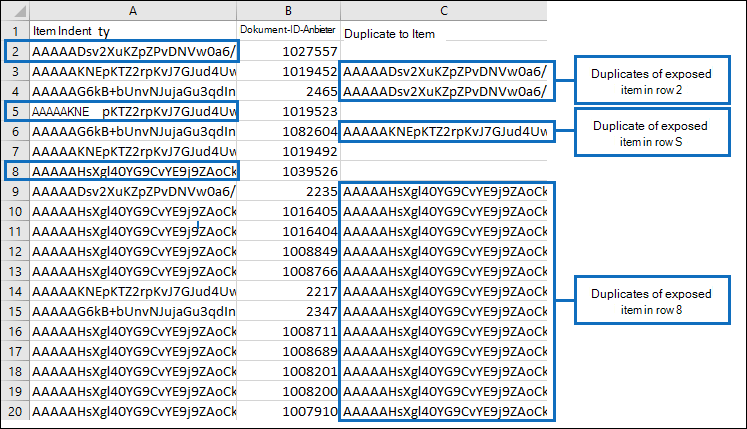 A B C
1 Item Indent ty Dokument-ID-Anbieter Duplicate to Item
2 AAAAADsv2XuKZpZPvDNVw0a6/ 1027557
3 AAAAAKNEpKTZ2rpKvJ7GJud4Uw 1019452 AAAAADsv2XuKZpZPvDNVw0a6/
4 AAAAAG6kB+bUnvNJujaGu3qdIn 2465 AAAAADsv2XuKZpZPvDNVw0a6/
Duplicates of exposed
item in row 2
5 AAAAAKNE pKTZ2rpKvJ7GJud4Uw 1019523
6 AAAAAG6kB+bUnvNJujaGu3qdIn 1082604 AAAAAKNEpKTZ2rpKvJ7GJud4Uw
Duplicate of exposed
item in row S
7 AAAAAKNEpKTZ2rpKvJ7GJud4Uw 1019492
8 AAAAAHsXgl40YG9CvYE9j9ZAoCk 1039526
9 AAAAADsv2XuKZpZPvDNVw0a6/ 2235 AAAAAHsXgl40YG9CvYE9j9ZAoCk
10 AAAAAHsXgl40YG9CvYE9j9ZAoCk 1016405 AAAAAHsXgl40YG9CvYE9j9ZAoCk
11 AAAAAHsXgl40YG9CvYE9j9ZAoCk 1016404 AAAAAHsXgl40YG9CvYE9j9ZAoCk
12 AAAAAHsXgl40YG9CvYE9j9ZAoCk 1008849 AAAAAHsXgl40YG9CvYE9j9ZAoCk
13 AAAAAHsXgl40YG9CvYE9j9ZAoCk 1008766 AAAAAHsXgl40YG9CvYE9j9ZAoCk
14 AAAAAKNEpKTZ2rpKvJ7GJud4Uw 2217 AAAAAHsXgl40YG9CvYE9j9ZAoCk
15 AAAAAG6kB+bUnvNJujaGu3qdIn 2347 AAAAAHsXgl40YG9CvYE9j9ZAoCk
Duplicates of exposed
item in row 8
16 AAAAAHsXgl40YG9CvYE9j9ZAoCk 1008711 AAAAAHsXgl40YG9CvYE9j9ZAoCk
17 AAAAAHsXgl40YG9CvYE9j9ZAoCk 1008689 AAAAAHsXgl40YG9CvYE9j9ZAoCk
18 AAAAAHsXgl40YG9CvYE9j9ZAoCk 1008201 AAAAAHsXgl40YG9CvYE9j9ZAoCk
19 AAAAAHsXgl40YG9CvYE9j9ZAoCk 1008200 AAAAAHsXgl40YG9CvYE9j9ZAoCk
20 AAAAAHsXgl40YG9CvYE9j9ZAoCk 1007910 AAAAAHsXgl40YG9CvYE9j9ZAoCk